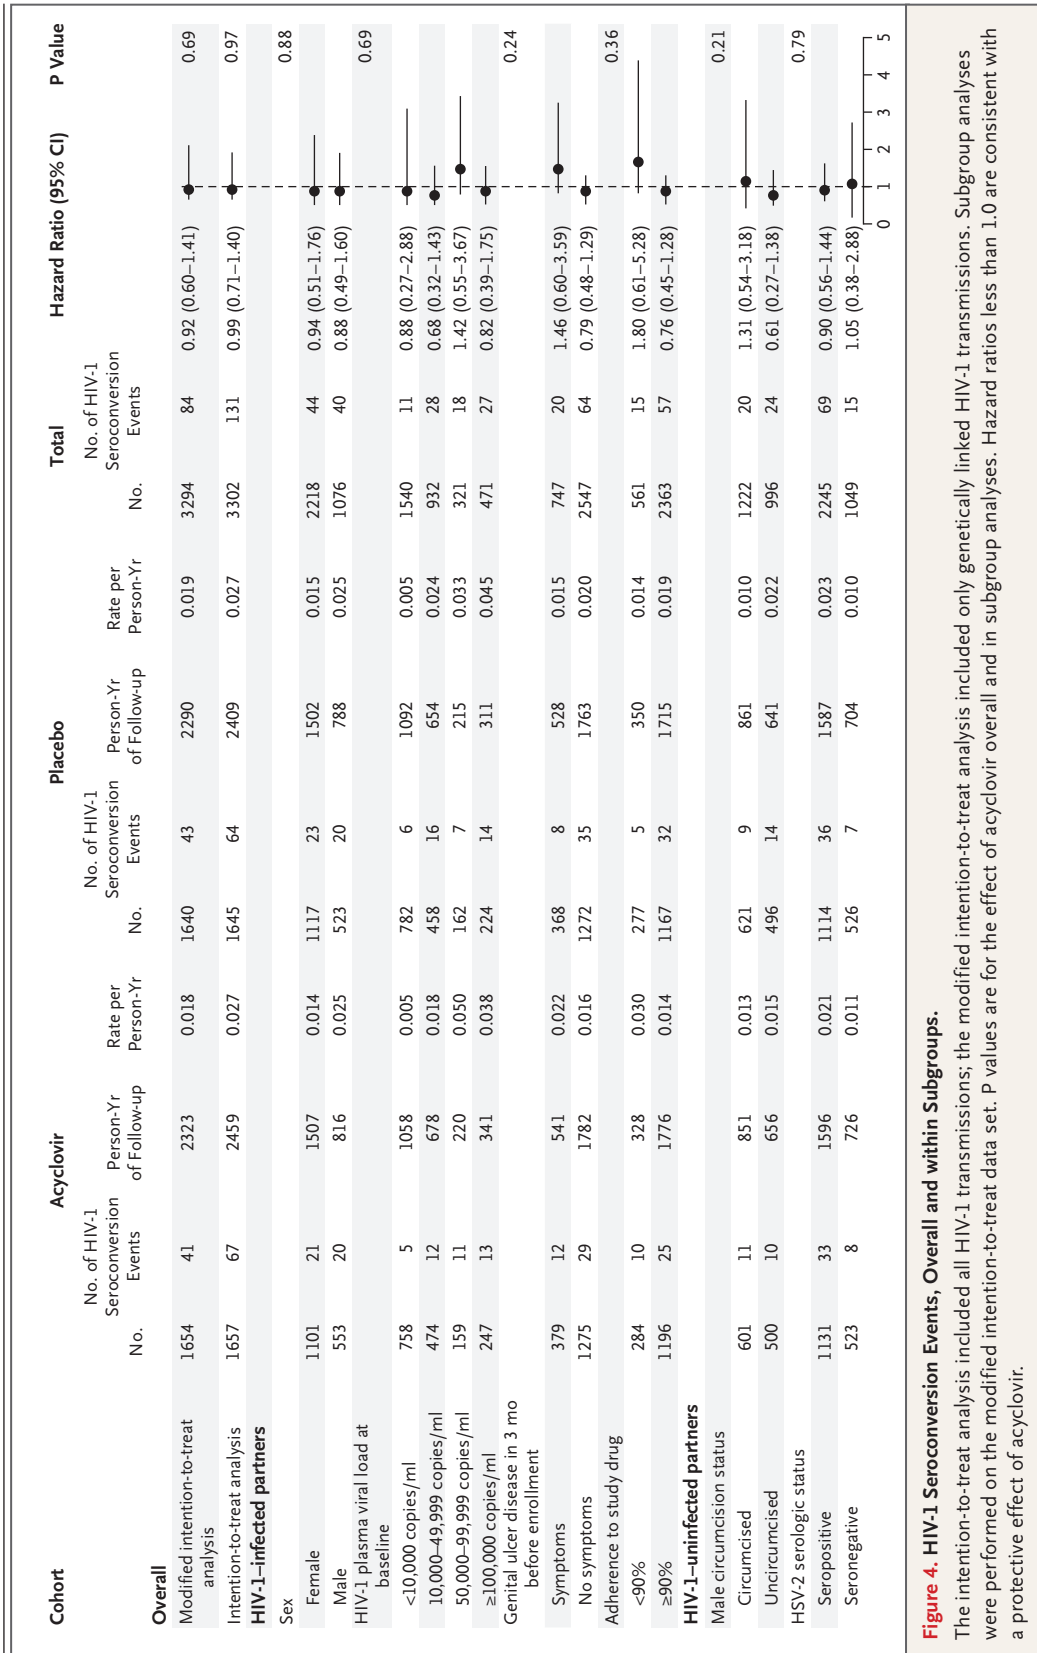 Cohort Acyclovir Placebo Total Hazard Ratio (95% CI) P Value
No. No. of HIV-1 Seroconversion Events Person-Yr of Follow-up Rate per Person-Yr No. No. of HIV-1 Seroconversion Events Person-Yr of Follow-up Rate per Person-Yr No. No. of HIV-1 Seroconversion Events
Overall
Modified intention-to-treat analysis 1654 41 2323 0.018 1640 43 2290 0.019 3294 84 0.92 (0.60–1.41) 0.69
Intention-to-treat analysis 1657 67 2459 0.027 1645 64 2409 0.027 3302 131 0.99 (0.71–1.40) 0.97
HIV-1–infected partners
Sex 0.88
Female 1101 21 1507 0.014 1117 23 1502 0.015 2218 44 0.94 (0.51–1.76)
Male 553 20 816 0.025 523 20 788 0.025 1076 40 0.88 (0.49–1.60)
HIV-1 plasma viral load at baseline 0.69
<10,000 copies/ml 758 5 1058 0.005 782 6 1092 0.005 1540 11 0.88 (0.27–2.88)
10,000–49,999 copies/ml 474 12 678 0.018 458 16 654 0.024 932 28 0.68 (0.32–1.43)
50,000–99,999 copies/ml 159 11 220 0.050 162 7 215 0.033 321 18 1.42 (0.55–3.67)
≥100,000 copies/ml 247 13 341 0.038 224 14 311 0.045 471 27 0.82 (0.39–1.75)
Genital ulcer disease in 3 mo before enrollment 0.24
Symptoms 379 12 541 0.022 368 8 528 0.015 747 20 1.46 (0.60–3.59)
No symptoms 1275 29 1782 0.016 1272 35 1763 0.020 2547 64 0.79 (0.48–1.29)
Adherence to study drug 0.36
<90% 284 10 328 0.030 277 5 350 0.014 561 15 1.80 (0.61–5.28)
≥90% 1196 25 1776 0.014 1167 32 1715 0.019 2363 57 0.76 (0.45–1.28)
HIV-1–uninfected partners
Male circumcision status 0.21
Circumcised 601 11 851 0.013 621 9 861 0.010 1222 20 1.31 (0.54–3.18)
Uncircumcised 500 10 656 0.015 496 14 641 0.022 996 24 0.61 (0.27–1.38)
HSV-2 serologic status 0.79
Seropositive 1131 33 1596 0.021 1114 36 1587 0.023 2245 69 0.90 (0.56–1.44)
Seronegative 523 8 726 0.011 526 7 704 0.010 1049 15 1.05 (0.38–2.88)
0 1 2 3 4 5
Figure 4. HIV-1 Seroconversion Events, Overall and within Subgroups.
The intention-to-treat analysis included all HIV-1 transmissions; the modified intention-to-treat analysis included only genetically linked HIV-1 transmissions. Subgroup analyses
were performed on the modified intention-to-treat data set. P values are for the effect of acyclovir overall and in subgroup analyses. Hazard ratios less than 1.0 are consistent with
a protective effect of acyclovir.